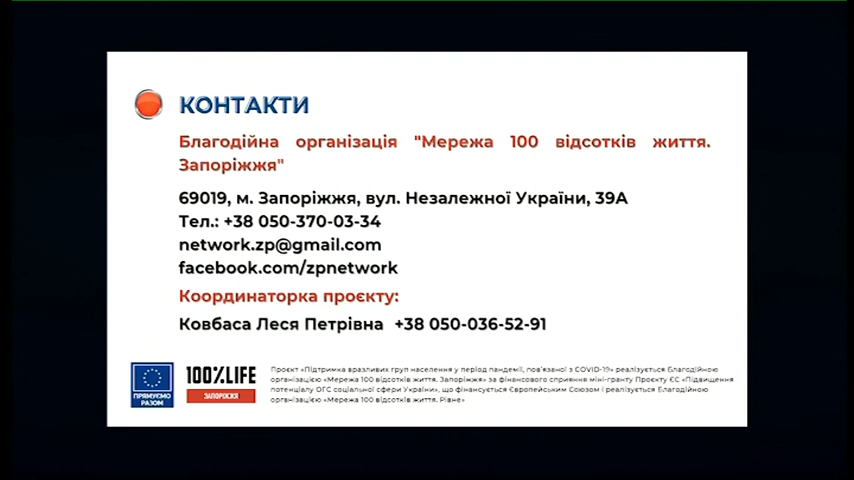 КОНТАКТИ
Благодійна організація "Мережа 100 відсотків життя.
Запоріжжя"
69019, м. Запоріжжя, вул. Незалежної України, 39А
Тел.: +38 050-370-03-34
network.zp@gmail.com
facebook.com/zpnetwork
Координаторка проєкту:
Ковбаса Леся Петрівна +38 050-036-52-91
ПРЯМУЄМО
РАЗОМ
100%LIFE
ЗАПОРІЖЖЯ
Проєкт «Підтримка вразливих груп населення у період пандемії, пов'язаної з COVID-19» реалізується Благодійною
організацією «Мережа 100 відсотків життя. Запоріжжя» за фінансового сприяння міні-гранту Проєкту ЄС «Підвищення
потенціалу ОГС соціальної сфери України», що фінансується Європейським Союзом і реалізується Благодійною
організацією «Мережа 100 відсотків життя. Рівне»